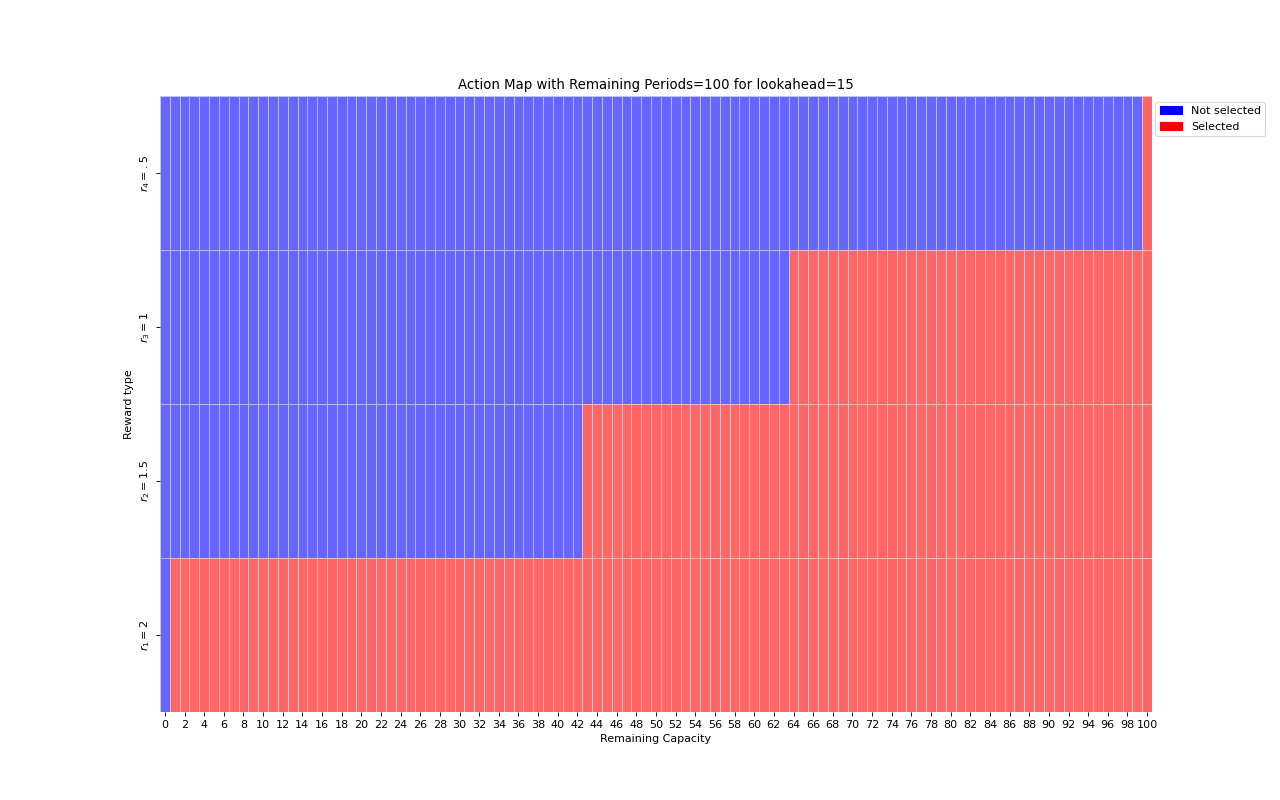 Action Map with Remaining Periods=100 for lookahead=15
Not selected
Selected
r₄ = .5
r₃ = 1
r₂ = 1.5
r₁ = 2
Reward type
0 2 4 6 8 10 12 14 16 18 20 22 24 26 28 30 32 34 36 38 40 42 44 46 48 50 52 54 56 58 60 62 64 66 68 70 72 74 76 78 80 82 84 86 88 90 92 94 96 98 100
Remaining Capacity